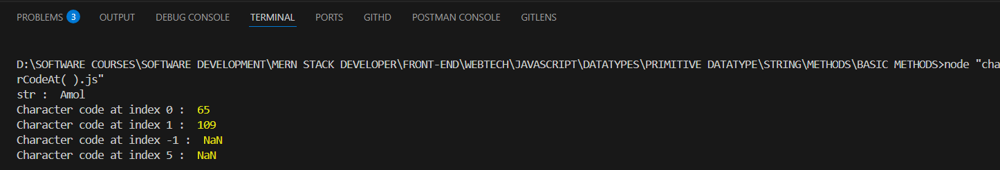 PROBLEMS 3 OUTPUT DEBUG CONSOLE TERMINAL PORTS GITHD POSTMAN CONSOLE GITLENS
D:\SOFTWARE COURSES\SOFTWARE DEVELOPMENT\MERN STACK DEVELOPER\FRONT-END\WEBTECH\JAVASCRIPT\DATATYPES\PRIMITIVE DATATYPE\STRING\METHODS\BASIC METHODS>node "cha
rCodeAt( ).js"
str :  Amol
Character code at index 0 :  65
Character code at index 1 :  109
Character code at index -1 :  NaN
Character code at index 5 :  NaN